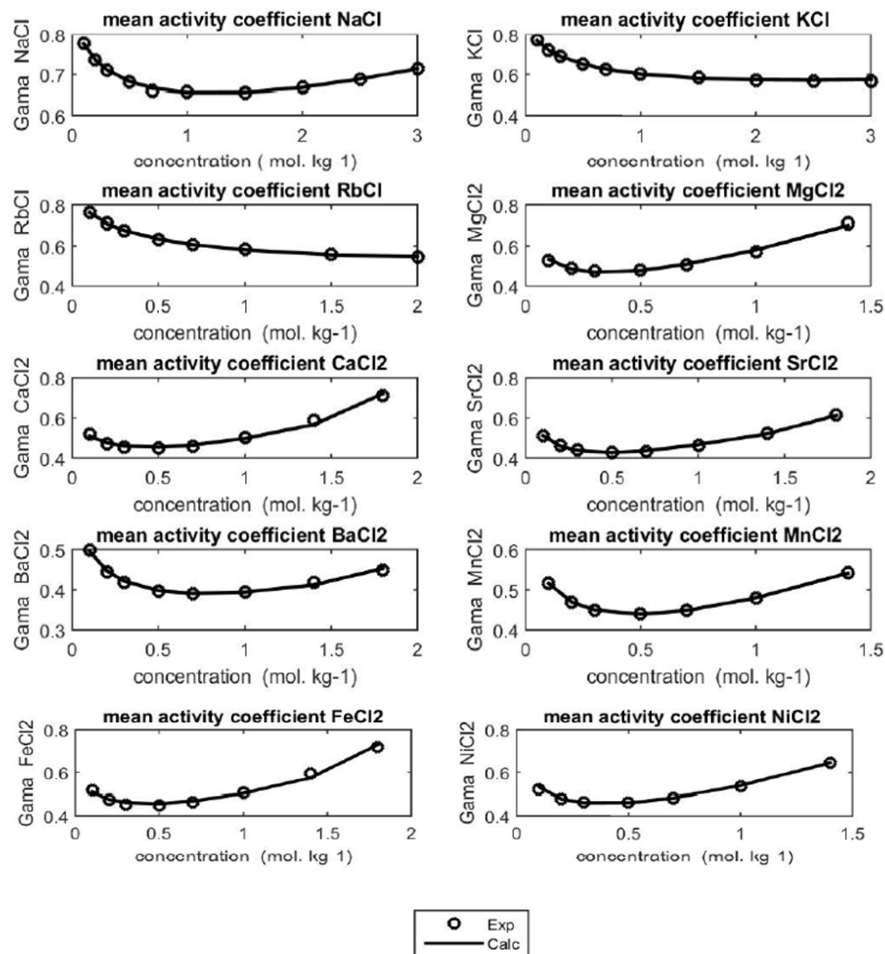 mean activity coefficient NaCl
Gama NaCl
0.8
0.7
0.6
0 1 2 3
concentration ( mol. kg-1)
mean activity coefficient KCl
Gama KCl
0.8
0.6
0.4
0 1 2 3
concentration (mol. kg-1)
mean activity coefficient RbCl
Gama RbCl
0.8
0.6
0.4
0 0.5 1 1.5 2
concentration (mol. kg-1)
mean activity coefficient MgCl2
Gama MgCl2
0.8
0.6
0.4
0 0.5 1 1.5
concentration (mol. kg-1)
mean activity coefficient CaCl2
Gama CaCl2
0.8
0.6
0.4
0 0.5 1 1.5 2
concentration (mol. kg-1)
mean activity coefficient SrCl2
Gama SrCl2
0.8
0.6
0.4
0 0.5 1 1.5 2
concentration (mol. kg-1)
mean activity coefficient BaCl2
Gama BaCl2
0.5
0.4
0.3
0 0.5 1 1.5 2
concentration (mol. kg-1)
mean activity coefficient MnCl2
Gama MnCl2
0.6
0.5
0.4
0 0.5 1 1.5
concentration (mol. kg-1)
mean activity coefficient FeCl2
Gama FeCl2
0.8
0.6
0.4
0 0.5 1 1.5 2
concentration (mol. kg-1)
mean activity coefficient NiCl2
Gama NiCl2
0.8
0.6
0.4
0 0.5 1 1.5
concentration (mol. kg-1)
Exp
Calc